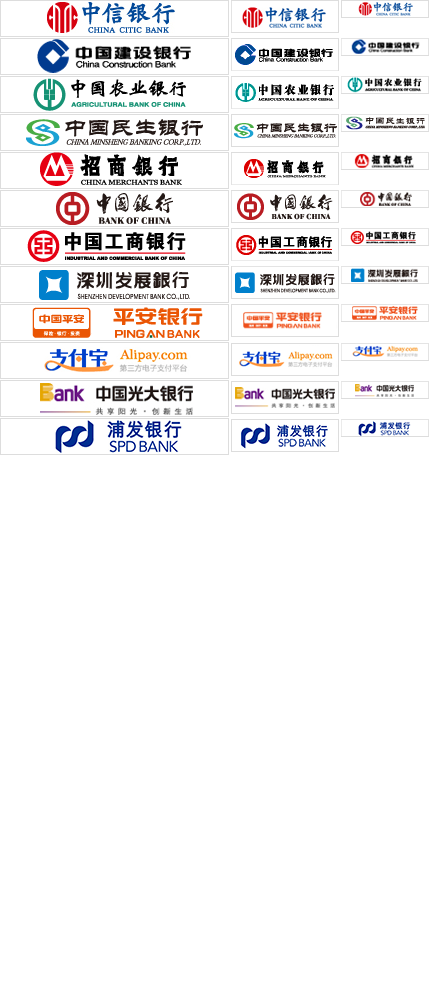 中信银行 中信银行 中信银行
CHINA CITIC BANK CHINA CITIC BANK CHINA CITIC BANK
中国建设银行 中国建设银行 中国建设银行
China Construction Bank China Construction Bank China Construction Bank
中国农业银行 中国农业银行 中国农业银行
AGRICULTURAL BANK OF CHINA AGRICULTURAL BANK OF CHINA AGRICULTURAL BANK OF CHINA
中国民生银行 中国民生银行 中国民生银行
CHINA MINSHENG BANKING CORP.,LTD. CHINA MINSHENG BANKING CORP.,LTD. CHINA MINSHENG BANKING CORP.,LTD.
招商银行 招商银行 招商银行
CHINA MERCHANTS BANK CHINA MERCHANTS BANK CHINA MERCHANTS BANK
中国银行 中国银行 中国银行
BANK OF CHINA BANK OF CHINA BANK OF CHINA
中国工商银行 中国工商银行 中国工商银行
INDUSTRIAL AND COMMERCIAL BANK OF CHINA INDUSTRIAL AND COMMERCIAL BANK OF CHINA
深圳发展銀行 深圳发展銀行 深圳发展銀行
SHENZHEN DEVELOPMENT BANK CO.,LTD. SHENZHEN DEVELOPMENT BANK CO.,LTD.
中国平安 平安银行 中国平安 平安银行 中国平安 平安银行
保险·银行·投资 PING AN BANK PING AN BANK PING AN BANK
支付宝 Alipay.com 支付宝 Alipay.com 支付宝 Alipay.com
第三方电子支付平台 第三方电子支付平台 第三方电子支付平台
Bank 中国光大银行 Bank 中国光大银行 Bank 中国光大银行
共享阳光·创新生活 共享阳光·创新生活 共享阳光·创新生活
浦发银行 浦发银行 浦发银行
SPD BANK SPD BANK SPD BANK